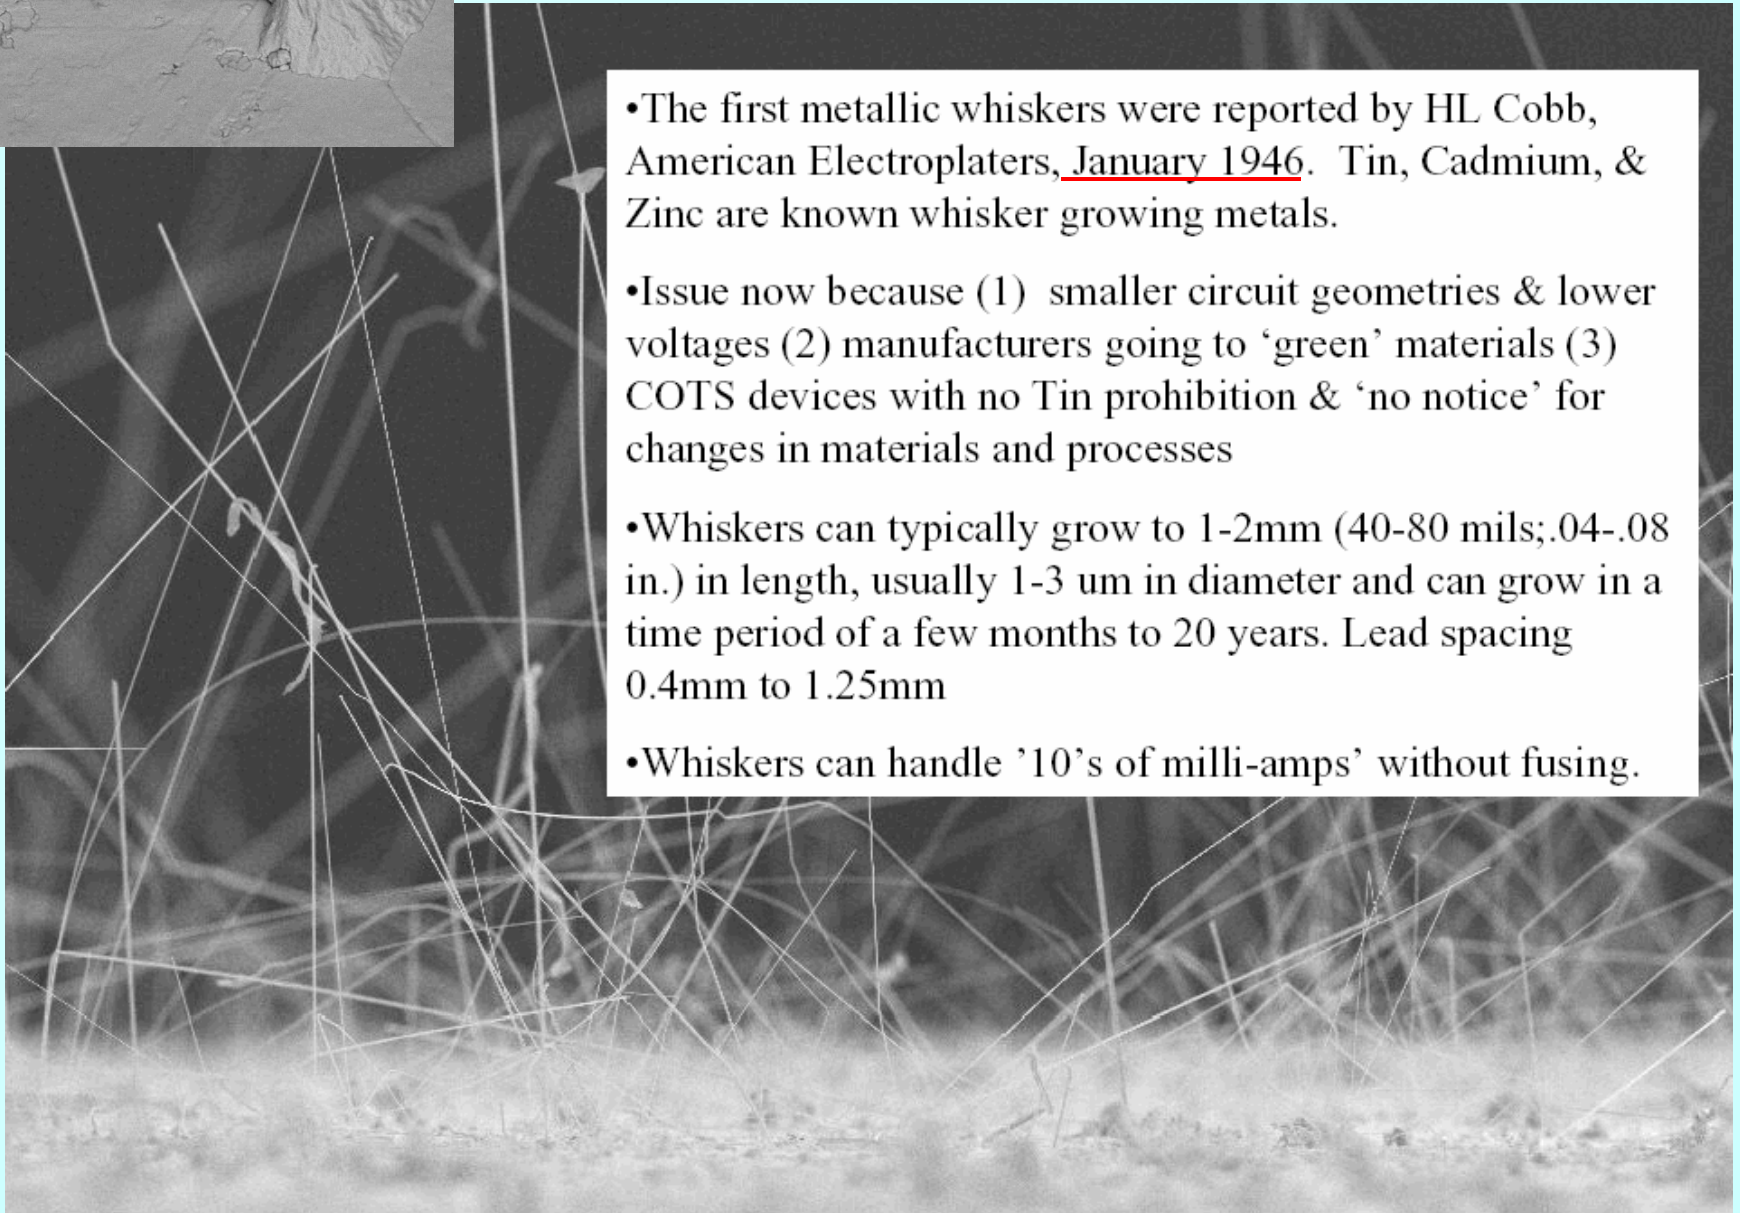 •The first metallic whiskers were reported by HL Cobb,
American Electroplaters, January 1946.  Tin, Cadmium, &
Zinc are known whisker growing metals.
•Issue now because (1)  smaller circuit geometries & lower
voltages (2) manufacturers going to ‘green’ materials (3)
COTS devices with no Tin prohibition & ‘no notice’ for
changes in materials and processes
•Whiskers can typically grow to 1-2mm (40-80 mils;.04-.08
in.) in length, usually 1-3 um in diameter and can grow in a
time period of a few months to 20 years. Lead spacing
0.4mm to 1.25mm
•Whiskers can handle ’10’s of milli-amps’ without fusing.